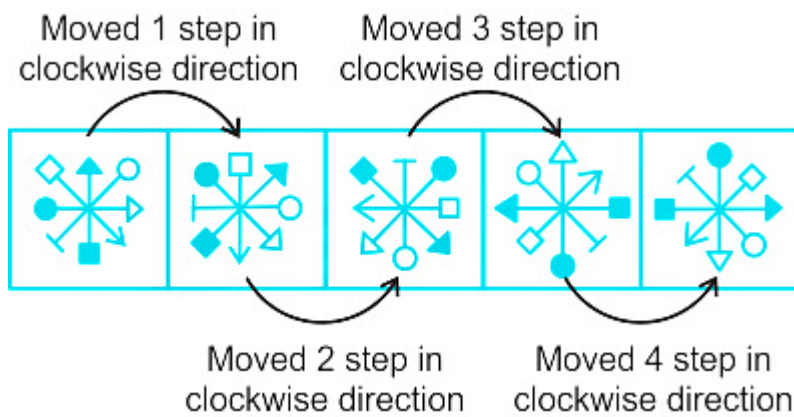 Moved 1 step in
clockwise direction
Moved 3 step in
clockwise direction
Moved 2 step in
clockwise direction
Moved 4 step in
clockwise direction